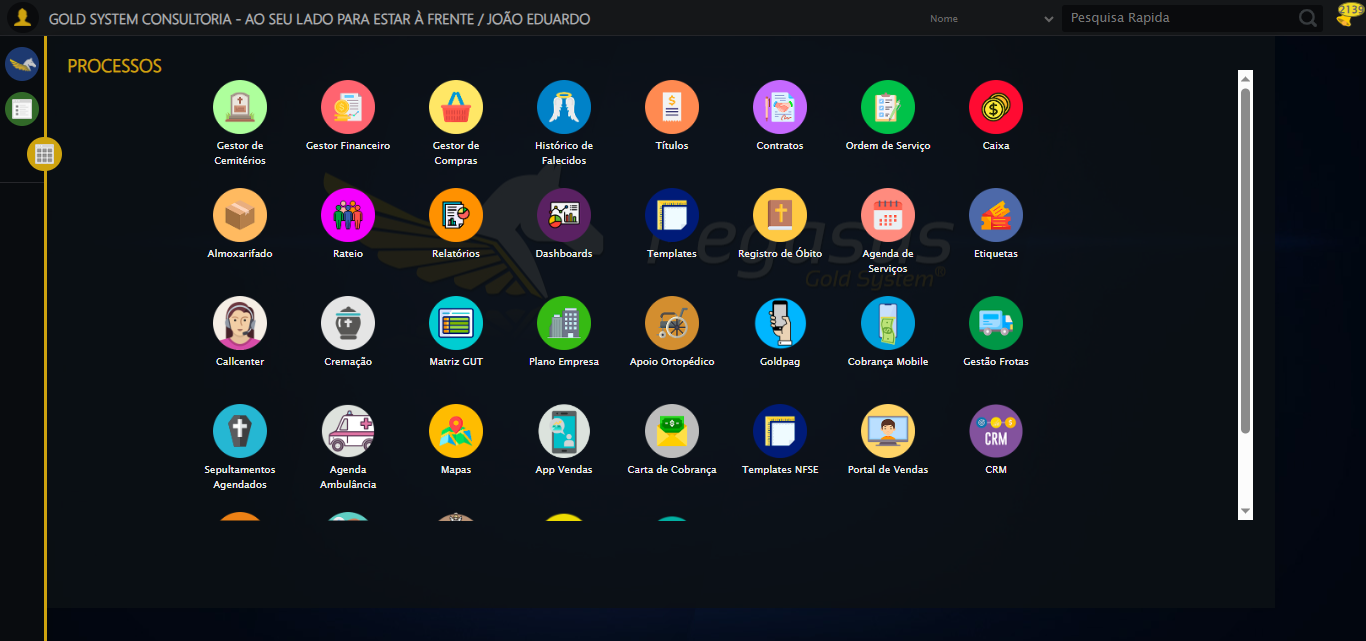 GOLD SYSTEM CONSULTORIA - AO SEU LADO PARA ESTAR À FRENTE / JOÃO EDUARDO
Nome
Pesquisa Rapida
2139
PROCESSOS
Gestor de
Cemitérios
Gestor Financeiro
Gestor de
Compras
Histórico de
Falecidos
Títulos
Contratos
Ordem de Serviço
Caixa
Almoxarifado
Rateio
Relatórios
Dashboards
Templates
Registro de Óbito
Agenda de
Serviços
Etiquetas
Pegasus
Gold System®
Callcenter
Cremação
Matriz GUT
Plano Empresa
Apoio Ortopédico
Goldpag
Cobrança Mobile
Gestão Frotas
CRM
Sepultamentos
Agendados
Agenda
Ambulância
Mapas
App Vendas
Carta de Cobrança
Templates NFSE
Portal de Vendas
CRM